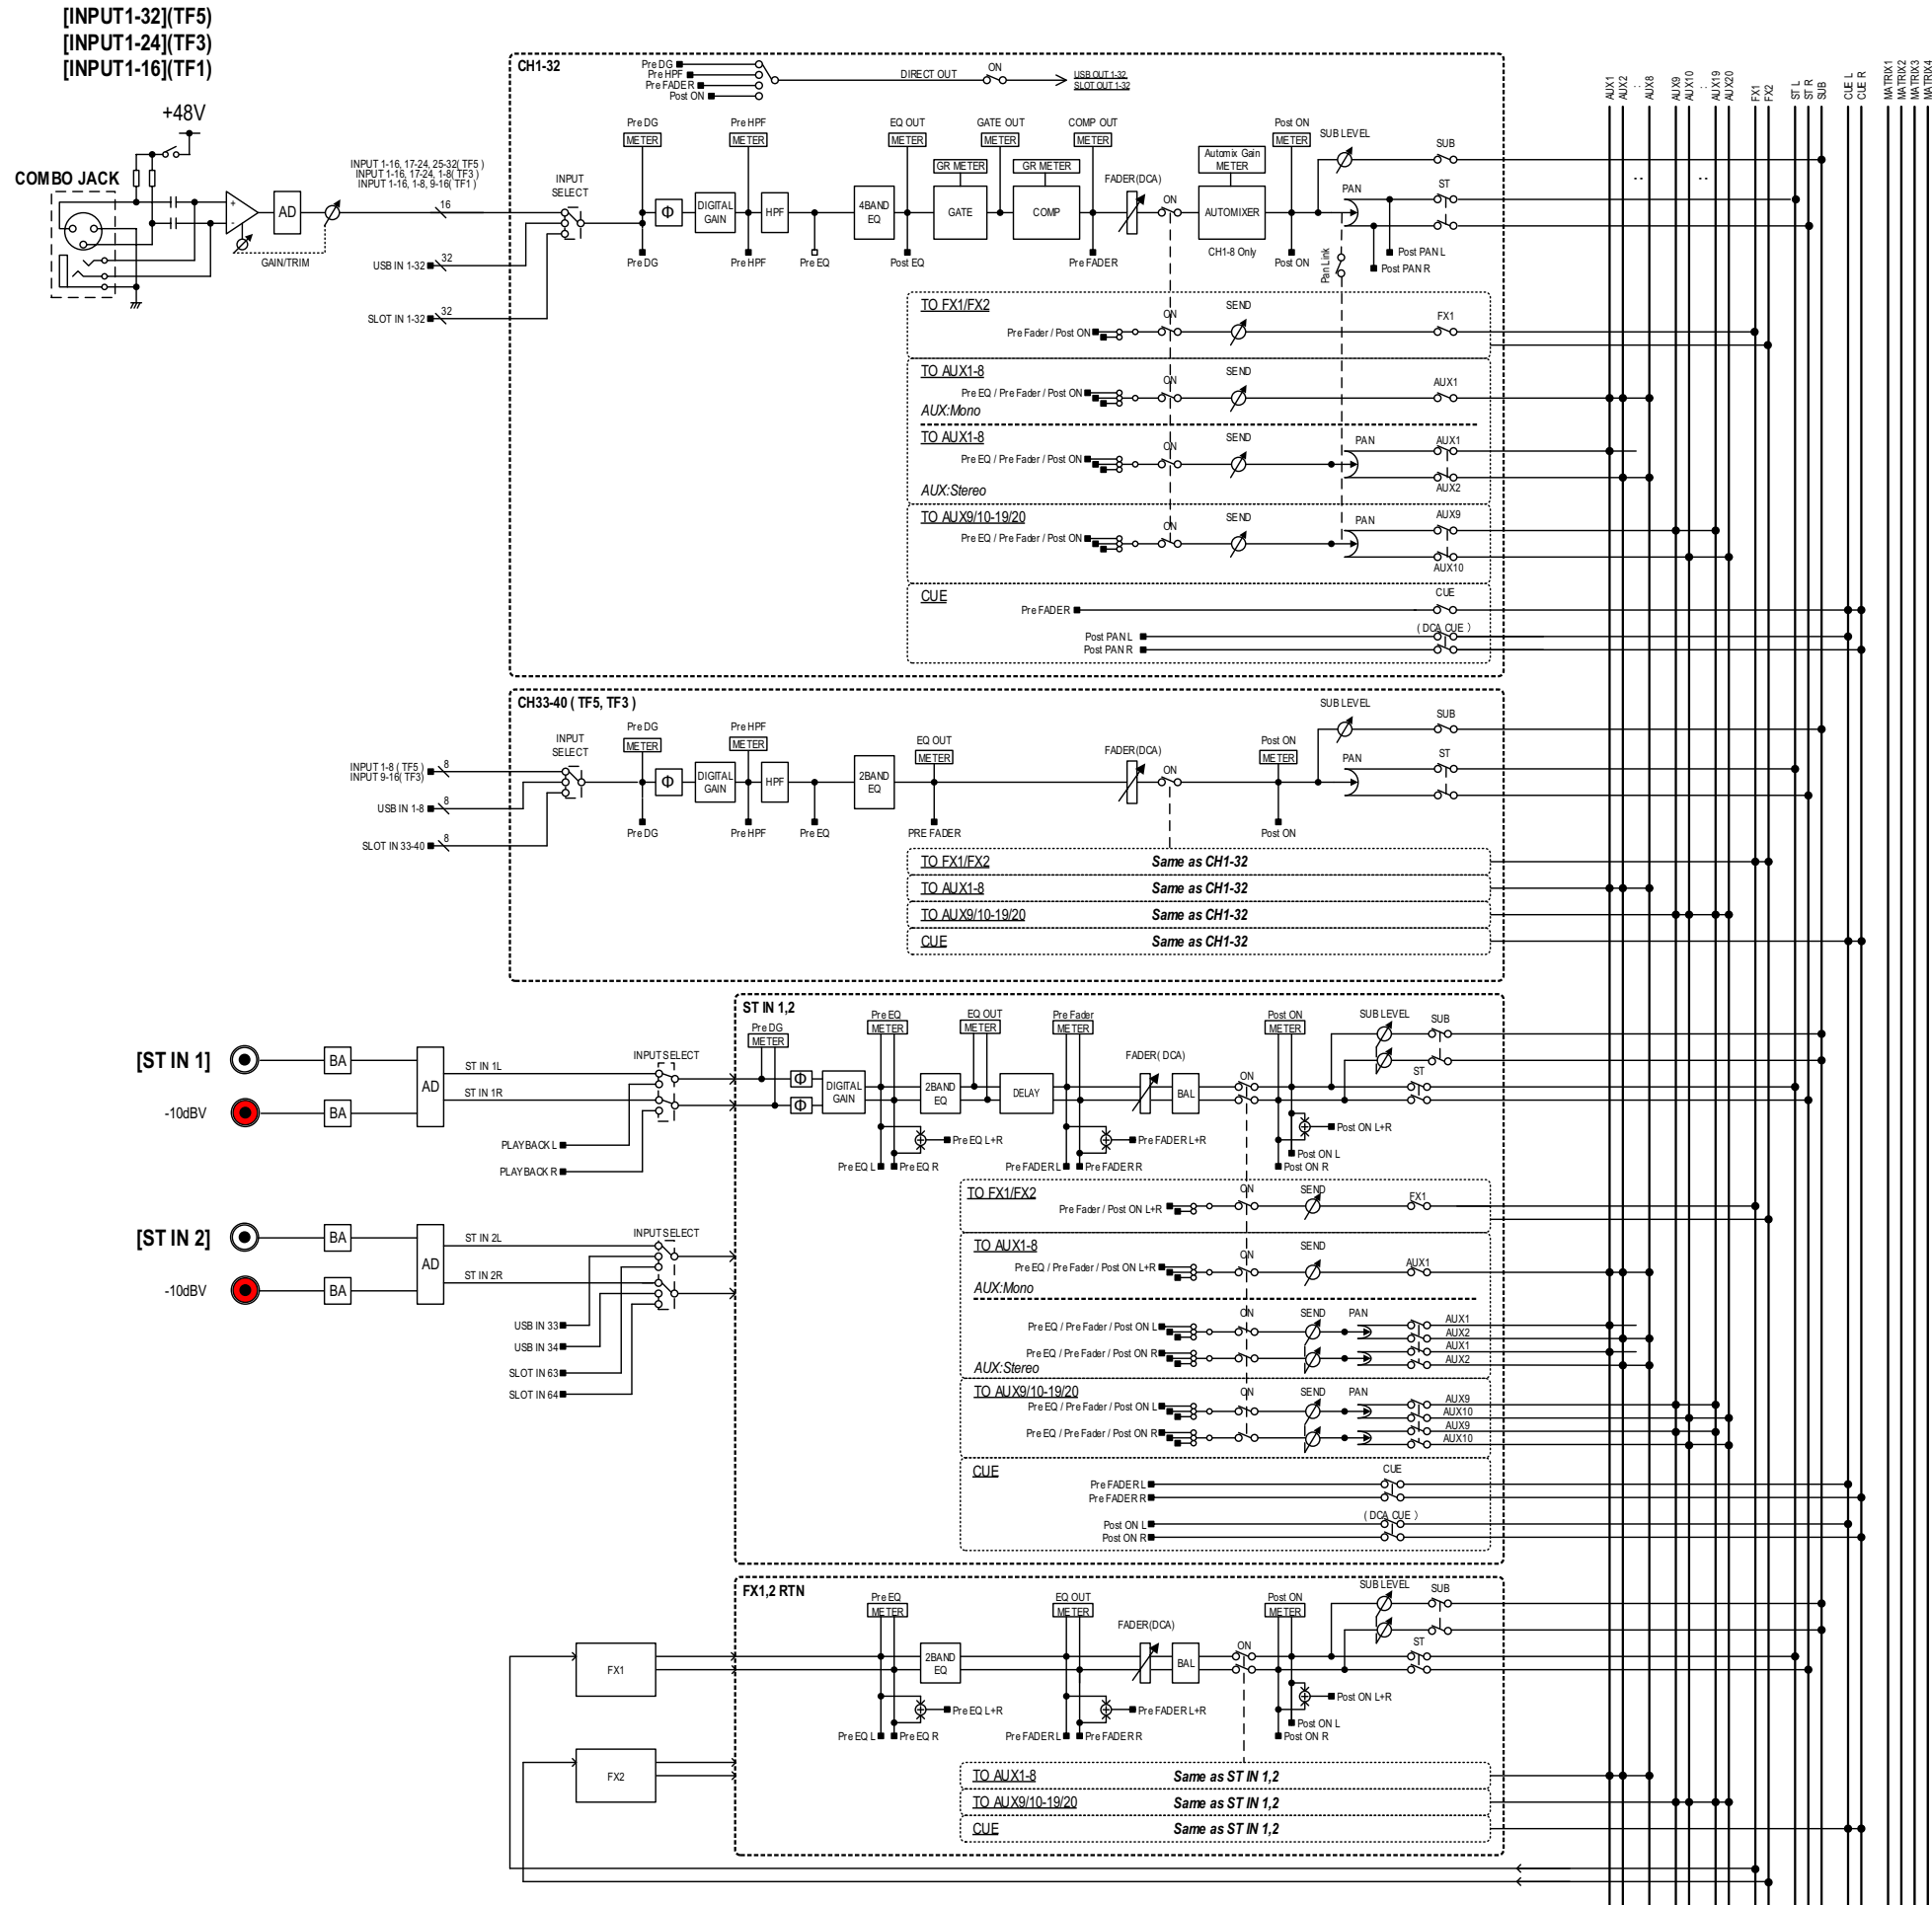 [INPUT1-32](TF5)
[INPUT1-24](TF3)
[INPUT1-16](TF1)
+48V
COMBO JACK
AD
GAIN/TRIM
INPUT 1-16, 17-24, 25-32( TF5 )
INPUT 1-16, 17-24, 1-8( TF3 )
INPUT 1-16, 1-8, 9-16( TF1 )
16
USB IN 1-32
32
SLOT IN 1-32
32
CH1-32
Pre DG
Pre HPF
Pre FADER
Post ON
DIRECT OUT
ON
USB OUT 1-32
SLOT OUT 1-32
INPUT
SELECT
Pre DG
METER
Pre HPF
METER
EQ OUT
METER
GATE OUT
METER
COMP OUT
METER
Post ON
METER
SUB LEVEL
SUB
GR METER
GR METER
Automix Gain
METER
FADER(DCA)
ON
PAN
ST
Φ
DIGITAL
GAIN
HPF
4BAND
EQ
GATE
COMP
AUTOMIXER
CH1-8 Only
Pre DG
Pre HPF
Pre EQ
Post EQ
Pre FADER
Post ON
Pan Link
Post PAN L
Post PAN R
TO FX1/FX2
Pre Fader / Post ON
ON
SEND
FX1
TO AUX1-8
Pre EQ / Pre Fader / Post ON
ON
SEND
AUX1
AUX:Mono
TO AUX1-8
Pre EQ / Pre Fader / Post ON
ON
SEND
PAN
AUX1
AUX2
AUX:Stereo
TO AUX9/10-19/20
Pre EQ / Pre Fader / Post ON
ON
SEND
PAN
AUX9
AUX10
CUE
Pre FADER
CUE
( DCA CUE )
Post PAN L
Post PAN R
AUX1
AUX2
:
AUX8
AUX9
AUX10
:
AUX19
AUX20
FX1
FX2
ST L
ST R
SUB
CUE L
CUE R
MATRIX1
MATRIX2
MATRIX3
MATRIX4
CH33-40 ( TF5, TF3 )
INPUT 1-8 ( TF5 )
INPUT 9-16( TF3)
8
USB IN 1-8
8
SLOT IN 33-40
8
INPUT
SELECT
Pre DG
METER
Pre HPF
METER
EQ OUT
METER
FADER(DCA)
ON
Post ON
METER
SUB LEVEL
SUB
PAN
ST
Φ
DIGITAL
GAIN
HPF
2BAND
EQ
Pre DG
Pre HPF
Pre EQ
PRE FADER
Post ON
TO FX1/FX2 Same as CH1-32
TO AUX1-8 Same as CH1-32
TO AUX9/10-19/20 Same as CH1-32
CUE Same as CH1-32
ST IN 1,2
[ST IN 1]
-10dBV
BA
BA
AD
ST IN 1L
ST IN 1R
INPUT SELECT
PLAYBACK L
PLAYBACK R
Pre DG
METER
Pre EQ
METER
EQ OUT
METER
Pre Fader
METER
FADER( DCA)
ON
Post ON
METER
SUB LEVEL
SUB
ST
Φ
Φ
DIGITAL
GAIN
2BAND
EQ
DELAY
BAL
Pre EQ L+R
Pre EQ L
Pre EQ R
Pre FADER L+R
Pre FADER L
Pre FADER R
Post ON L+R
Post ON L
Post ON R
[ST IN 2]
-10dBV
BA
BA
AD
ST IN 2L
ST IN 2R
INPUT SELECT
USB IN 33
USB IN 34
SLOT IN 63
SLOT IN 64
TO FX1/FX2
Pre Fader / Post ON L+R
ON
SEND
FX1
TO AUX1-8
Pre EQ / Pre Fader / Post ON L+R
ON
SEND
AUX1
AUX:Mono
ON
SEND
PAN
Pre EQ / Pre Fader / Post ON L
AUX1
AUX2
Pre EQ / Pre Fader / Post ON R
AUX1
AUX2
AUX:Stereo
TO AUX9/10-19/20
ON
SEND
PAN
Pre EQ / Pre Fader / Post ON L
AUX9
AUX10
Pre EQ / Pre Fader / Post ON R
AUX9
AUX10
CUE
CUE
Pre FADER L
Pre FADER R
( DCA CUE )
Post ON L
Post ON R
FX1,2 RTN
FX1
FX2
Pre EQ
METER
EQ OUT
METER
FADER(DCA)
ON
Post ON
METER
SUB LEVEL
SUB
ST
2BAND
EQ
BAL
Pre EQ L+R
Pre EQ L
Pre EQ R
Pre FADER L+R
Pre FADER L
Pre FADER R
Post ON L+R
Post ON L
Post ON R
TO AUX1-8 Same as ST IN 1,2
TO AUX9/10-19/20 Same as ST IN 1,2
CUE Same as ST IN 1,2